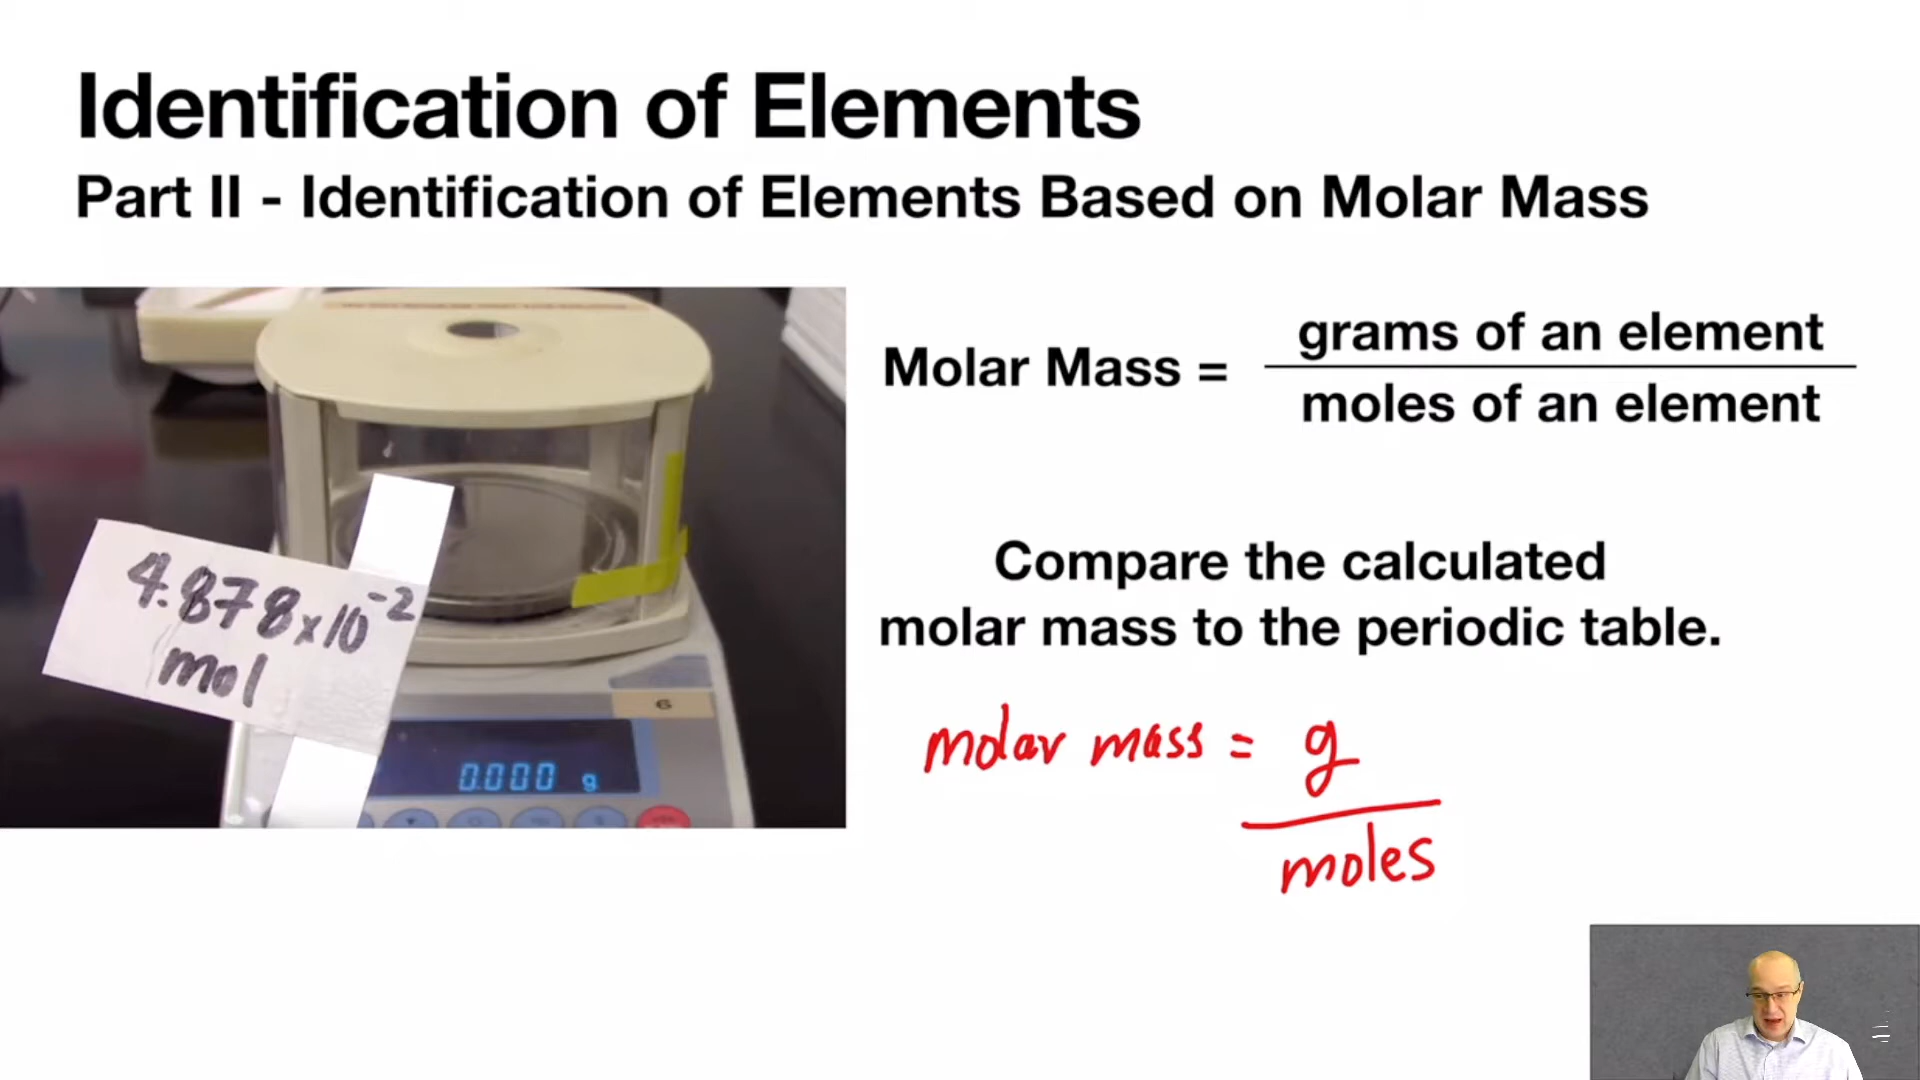 Identification of Elements
Part II - Identification of Elements Based on Molar Mass
4.878x10⁻²
mol
6
0.000 g
Molar Mass =
grams of an element
moles of an element
Compare the calculated
molar mass to the periodic table.
molar mass = g
moles